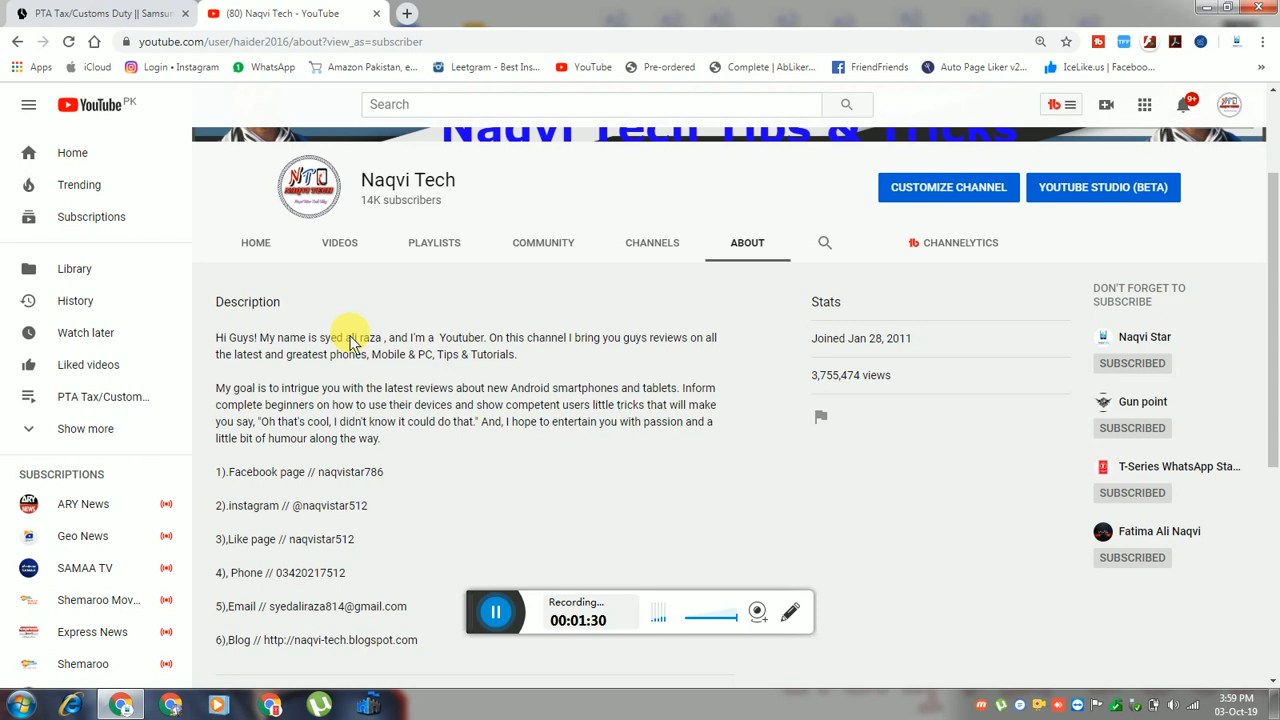 PTA Tax/Customs Duty || Samsun
(80) Naqvi Tech - YouTube
youtube.com/user/haider2016/about?view_as=subscriber
Apps
iCloud
Login • Instagram
WhatsApp
Amazon Pakistan, e...
Leetgram - Best Ins...
YouTube
Pre-ordered
Complete | AbLiker...
FriendFriends
Auto Page Liker v2...
IceLike.us | Faceboo...
YouTube PK
Search
9+
Naqvi Tech Tips & Tricks
Home
Trending
Subscriptions
Library
History
Watch later
Liked videos
PTA Tax/Custom...
Show more
SUBSCRIPTIONS
ARY News
Geo News
SAMAA TV
Shemaroo Mov...
Express News
Shemaroo
NTK
NAQVI TECH
Naqvi Tech
14K subscribers
CUSTOMIZE CHANNEL
YOUTUBE STUDIO (BETA)
HOME
VIDEOS
PLAYLISTS
COMMUNITY
CHANNELS
ABOUT
CHANNELYTICS
Description
Hi Guys! My name is syed ali raza , and I'm a Youtuber. On this channel I bring you guys reviews on all
the latest and greatest phones, Mobile & PC, Tips & Tutorials.
My goal is to intrigue you with the latest reviews about new Android smartphones and tablets. Inform
complete beginners on how to use their devices and show competent users little tricks that will make
you say, "Oh that's cool, I didn't know it could do that." And, I hope to entertain you with passion and a
little bit of humour along the way.
1).Facebook page // naqvistar786
2).instagram // @naqvistar512
3),Like page // naqvistar512
4), Phone // 03420217512
5),Email // syedaliraza814@gmail.com
6),Blog // http://naqvi-tech.blogspot.com
Stats
Joined Jan 28, 2011
3,755,474 views
DON'T FORGET TO
SUBSCRIBE
Naqvi Star
SUBSCRIBED
Gun point
SUBSCRIBED
T-Series WhatsApp Sta...
SUBSCRIBED
Fatima Ali Naqvi
SUBSCRIBED
Recording...
00:01:30
3:59 PM
03-Oct-19